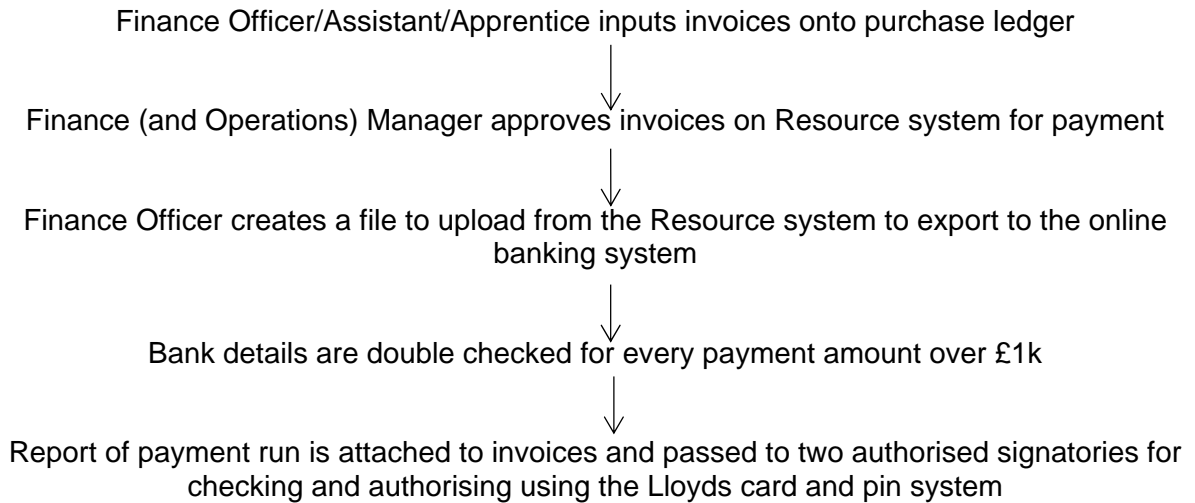 Finance Officer/Assistant/Apprentice inputs invoices onto purchase ledger
Finance (and Operations) Manager approves invoices on Resource system for payment
Finance Officer creates a file to upload from the Resource system to export to the online
banking system
Bank details are double checked for every payment amount over £1k
Report of payment run is attached to invoices and passed to two authorised signatories for
checking and authorising using the Lloyds card and pin system